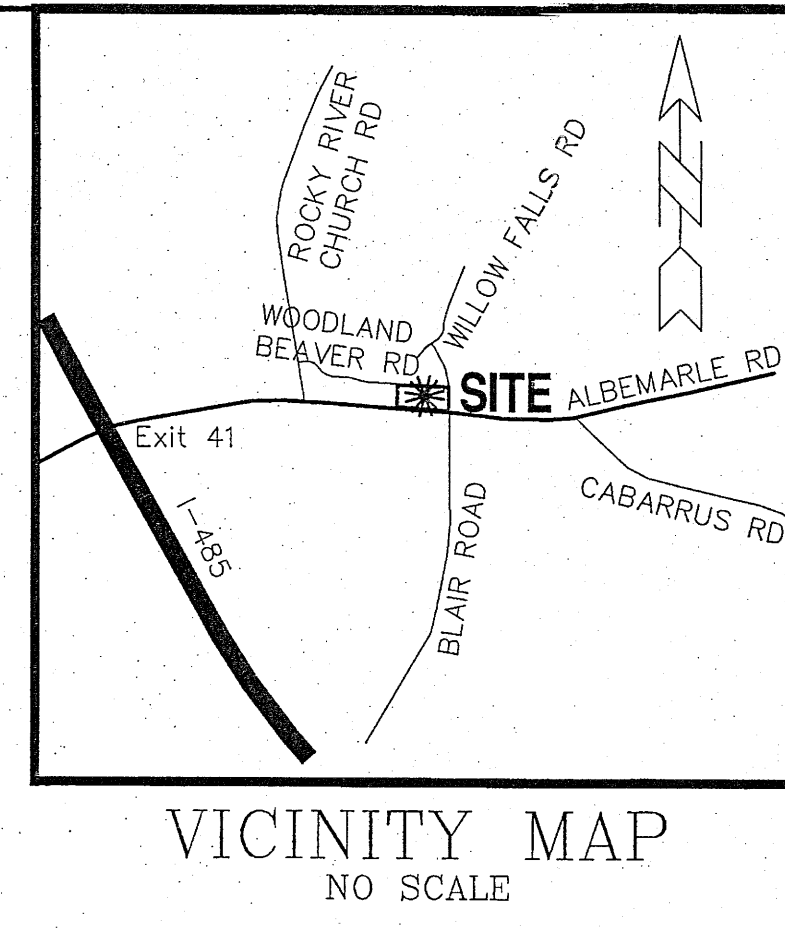 ROCKY RIVER
CHURCH RD
WILLOW FALLS RD
N
WOODLAND
BEAVER RD
SITE
ALBEMARLE RD
Exit 41
I-485
CABARRUS RD
BLAIR ROAD
VICINITY MAP
NO SCALE